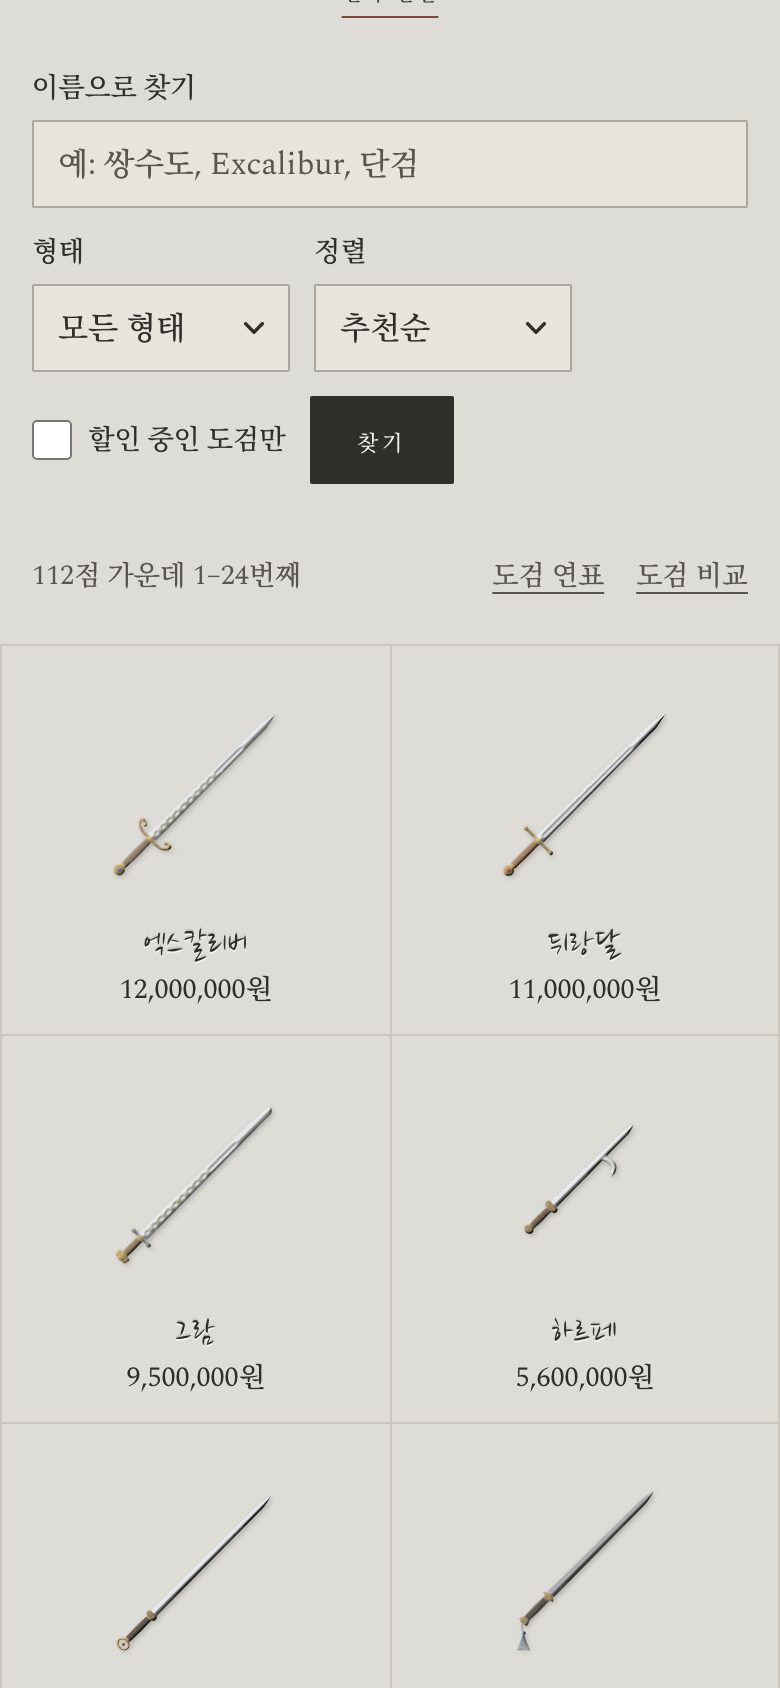 이름으로 찾기
예: 쌍수도, Excalibur, 단검
형태 정렬
모든 형태 추천순
할인 중인 도검만 찾기
112점 가운데 1–24번째 도검 연표 도검 비교
엑스칼리버 뒤랑달
12,000,000원 11,000,000원
그람 하르페
9,500,000원 5,600,000원